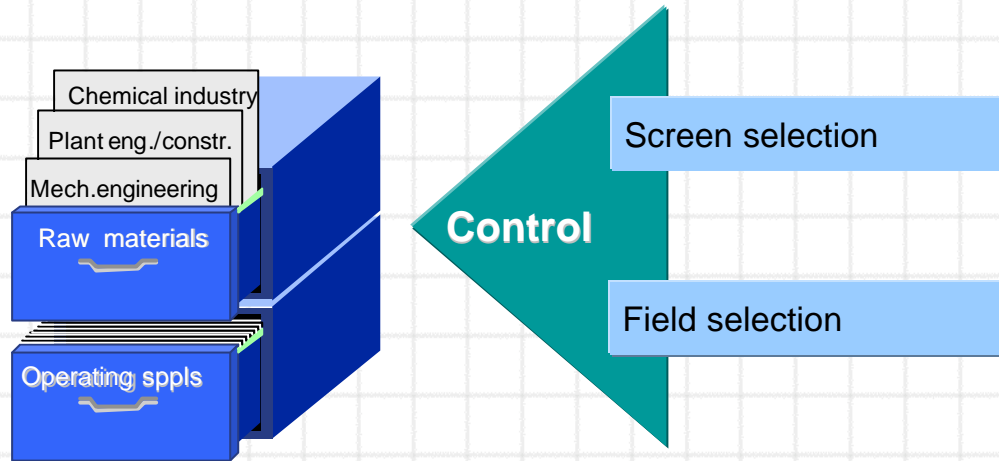 Chemical industry
Plant eng./constr.
Mech.engineering
Raw materials
Operating sppls
Control
Screen selection
Field selection